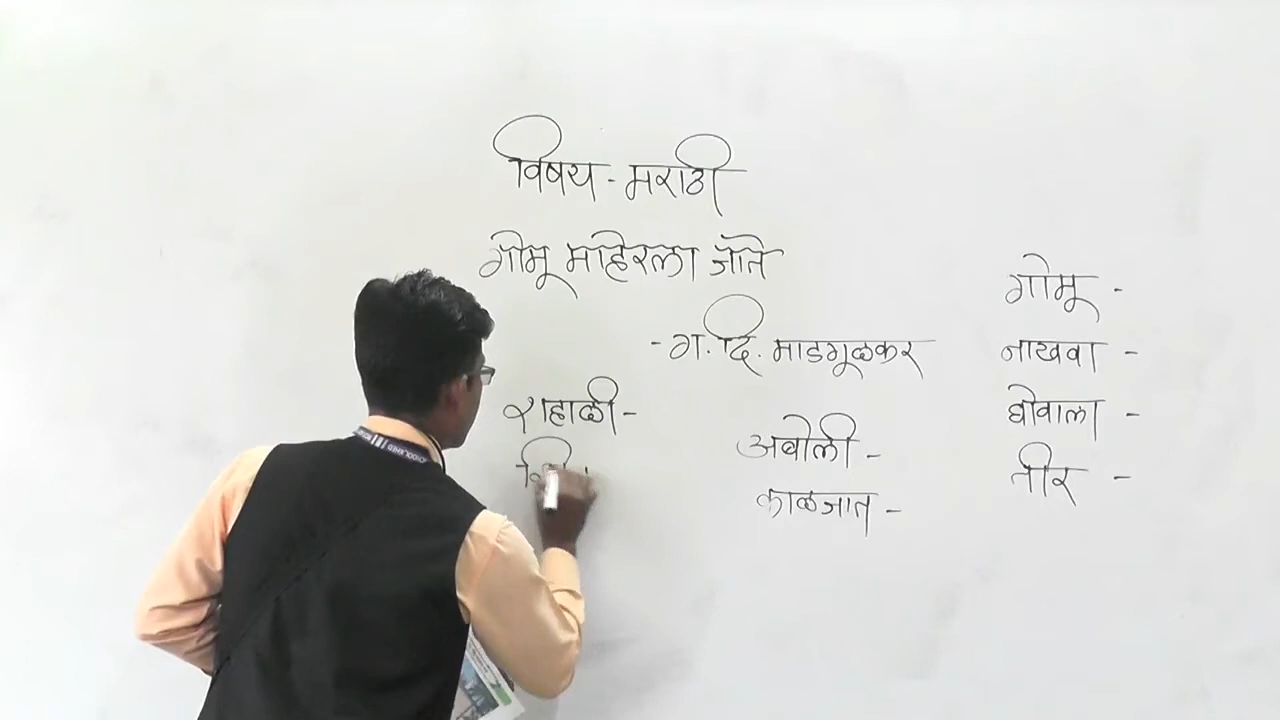 विषय - मराठी
गोमू माहेरला जाते
- ग. दि. माडगूळकर
शहाळी -
अबोली -
काळजात -
गोमू -
नाखवा -
घोवाला -
तीर -